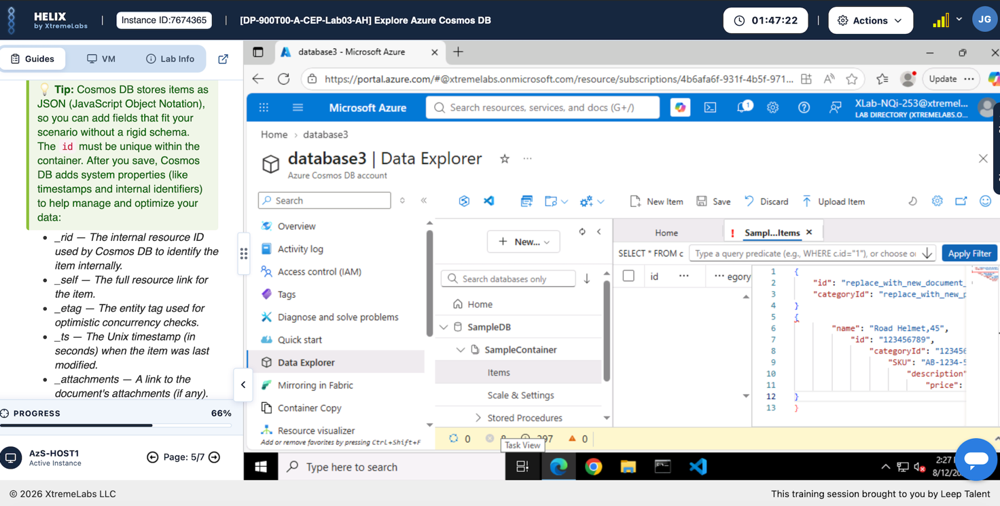 HELIX
by XtremeLabs
Instance ID:7674365
[DP-900T00-A-CEP-Lab03-AH] Explore Azure Cosmos DB
01:47:22
Actions
JG
Guides
VM
Lab Info
Tip: Cosmos DB stores items as
JSON (JavaScript Object Notation),
so you can add fields that fit your
scenario without a rigid schema.
The id must be unique within the
container. After you save, Cosmos
DB adds system properties (like
timestamps and internal identifiers)
to help manage and optimize your
data:
• _rid — The internal resource ID
used by Cosmos DB to identify the
item internally.
• _self — The full resource link for
the item.
• _etag — The entity tag used for
optimistic concurrency checks.
• _ts — The Unix timestamp (in
seconds) when the item was last
modified.
• _attachments — A link to the
document's attachments (if any).
PROGRESS
66%
AzS-HOST1
Active Instance
Page: 5/7
database3 - Microsoft Azure
https://portal.azure.com/#@xtremelabs.onmicrosoft.com/resource/subscriptions/4b6afa6f-931f-4b5f-971...
Update
Microsoft Azure
Search resources, services, and docs (G+/)
1
XLab-NQi-253@xtremel...
LAB DIRECTORY (XTREMELABS.O...
Home > database3
database3 | Data Explorer
Azure Cosmos DB account
Search
Overview
Activity log
Access control (IAM)
Tags
Diagnose and solve problems
Quick start
Data Explorer
Mirroring in Fabric
Container Copy
Resource visualizer
Add or remove favorites by pressing Ctrl+Shift+F
New Item
Save
Discard
Upload Item
+ New...
Search databases only
Home
SampleDB
SampleContainer
Items
Scale & Settings
Stored Procedures
Home
! Sampl...Items
SELECT * FROM c
Type a query predicate (e.g., WHERE c.id="1"), or choose o
Apply Filter
id
egory
1 {
2 "id": "replace_with_new_document_
3 "categoryId": "replace_with_new_p
4 }
5 {
6 "name": "Road Helmet,45",
7 "id": "123456789",
8 "categoryId": "123456
9 "SKU": "AB-1234-5
10 "description"
11 "price":
12 }
13 }
0
0
Task View
Type here to search
2:27
8/12/20
© 2026 XtremeLabs LLC
This training session brought to you by Leep Talent